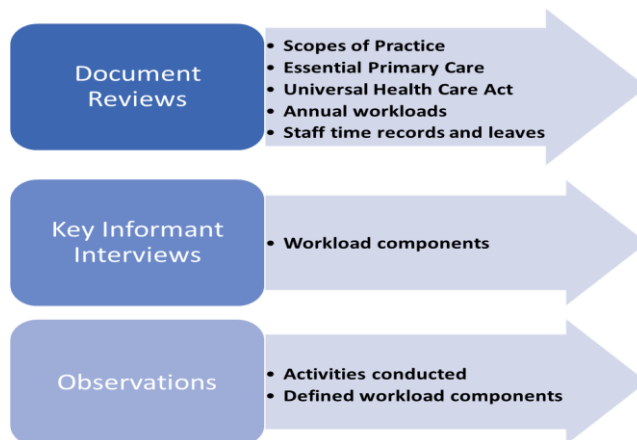 Document
Reviews
• Scopes of Practice
• Essential Primary Care
• Universal Health Care Act
• Annual workloads
• Staff time records and leaves
Key Informant
Interviews
• Workload components
Observations
• Activities conducted
• Defined workload components